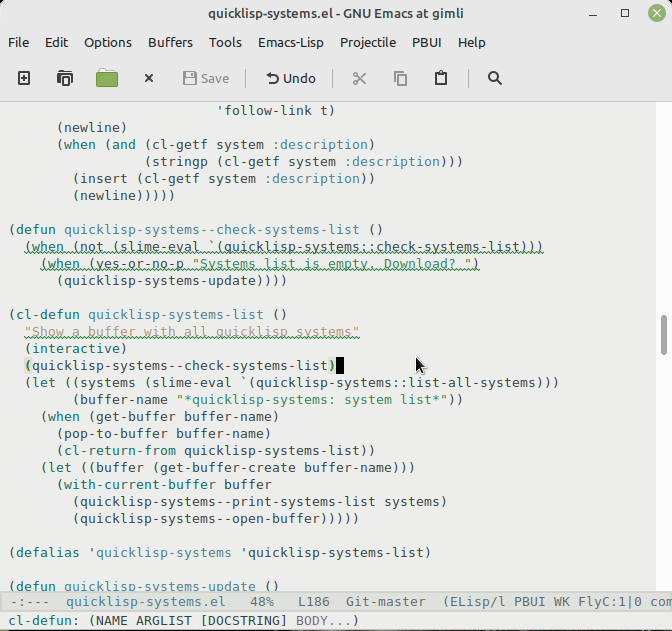 quicklisp-systems.el - GNU Emacs at gimli
File Edit Options Buffers Tools Emacs-Lisp Projectile PBUI Help
Save Undo
'follow-link t)
(newline)
(when (and (cl-getf system :description)
(stringp (cl-getf system :description)))
(insert (cl-getf system :description))
(newline)))))
(defun quicklisp-systems--check-systems-list ()
(when (not (slime-eval `(quicklisp-systems::check-systems-list)))
(when (yes-or-no-p "Systems list is empty. Download? ")
(quicklisp-systems-update))))
(cl-defun quicklisp-systems-list ()
"Show a buffer with all quicklisp systems"
(interactive)
(quicklisp-systems--check-systems-list)
(let ((systems (slime-eval `(quicklisp-systems::list-all-systems)))
(buffer-name "*quicklisp-systems: system list*"))
(when (get-buffer buffer-name)
(pop-to-buffer buffer-name)
(cl-return-from quicklisp-systems-list))
(let ((buffer (get-buffer-create buffer-name)))
(with-current-buffer buffer
(quicklisp-systems--print-systems-list systems)
(quicklisp-systems--open-buffer)))))
(defalias 'quicklisp-systems 'quicklisp-systems-list)
(defun quicklisp-systems-update ()
-:--- quicklisp-systems.el 48% L186 Git-master (ELisp/l PBUI WK FlyC:1|0 com
cl-defun: (NAME ARGLIST [DOCSTRING] BODY...)